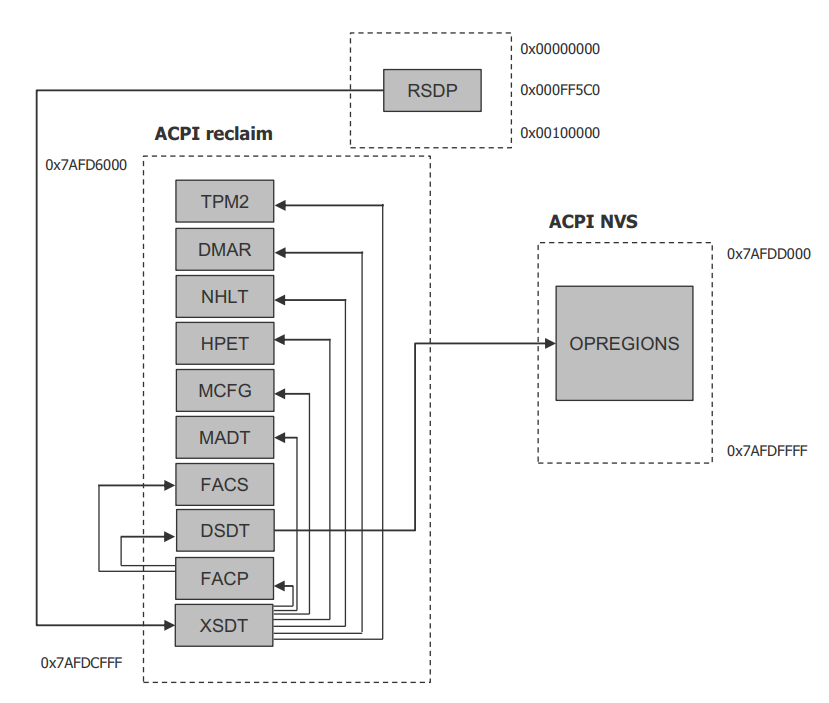 0x00000000
RSDP
0x000FF5C0
0x00100000
ACPI reclaim
0x7AFD6000
TPM2
DMAR
NHLT
HPET
MCFG
MADT
FACS
DSDT
FACP
XSDT
0x7AFDCFFF
ACPI NVS
0x7AFDD000
OPREGIONS
0x7AFDFFFF